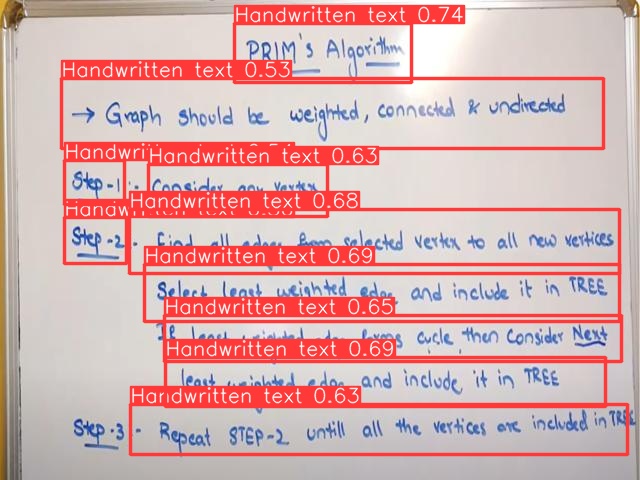 Handwritten text 0.74
PRIM's Algorithm
Handwritten text 0.53
→ Graph should be weighted, connected & undirected
Handwritten text 0.63
Step-1 :- Consider any vertex
Handwritten text 0.68
Step-2 :- Find all edges from selected vertex to all new vertices
Handwritten text 0.69
Select least weighted edge and include it in TREE
Handwritten text 0.65
If least weighted edge forms cycle, then consider Next
Handwritten text 0.69
least weighted edge and include it in TREE
Handwritten text 0.63
Step-3 :- Repeat STEP-2 untill all the vertices are included in TREE